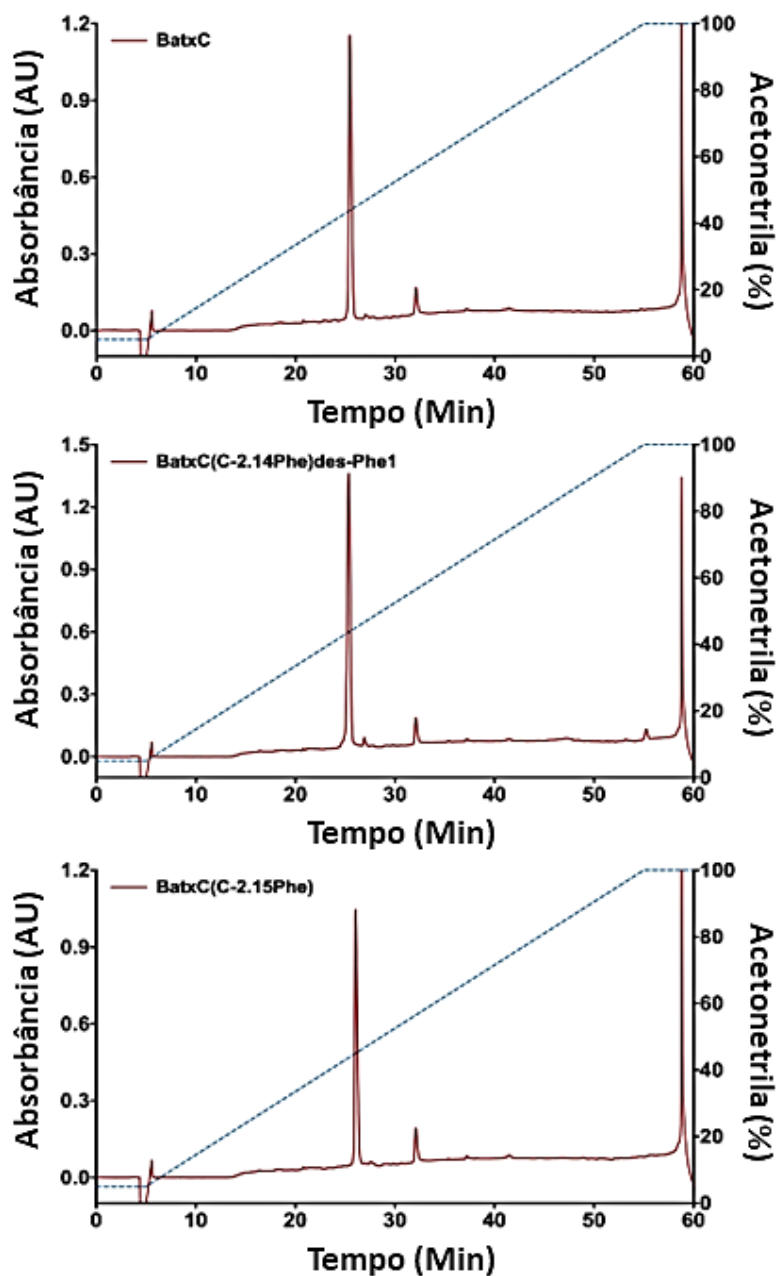 BatxC
Absorbância (AU)
1.2
0.9
0.6
0.3
0.0
Acetonetrila (%)
100
80
60
40
20
0
0 10 20 30 40 50 60
Tempo (Min)
BatxC(C-2.14Phe)des-Phe1
Absorbância (AU)
1.5
1.2
0.9
0.6
0.3
0.0
Acetonetrila (%)
100
80
60
40
20
0
0 10 20 30 40 50 60
Tempo (Min)
BatxC(C-2.15Phe)
Absorbância (AU)
1.2
0.9
0.6
0.3
0.0
Acetonetrila (%)
100
80
60
40
20
0
0 10 20 30 40 50 60
Tempo (Min)